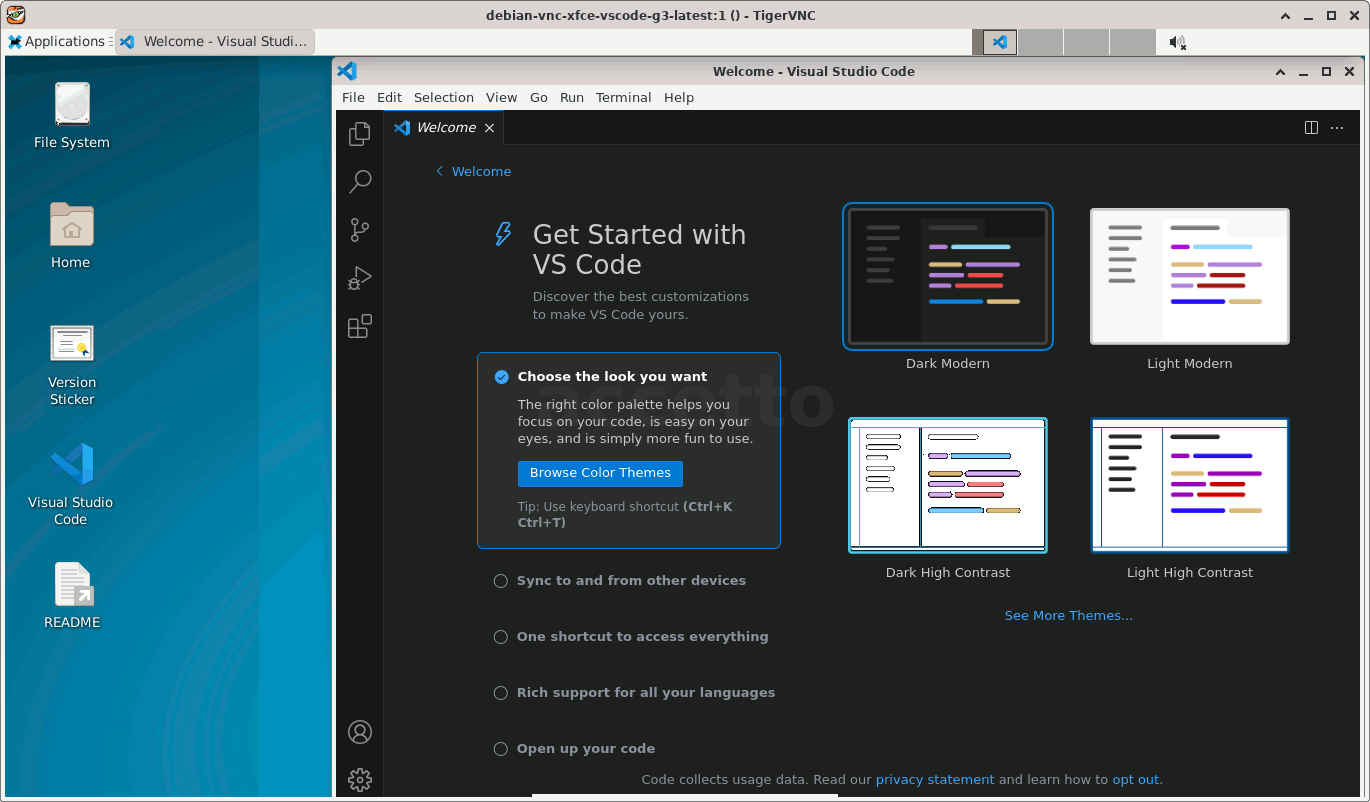 debian-vnc-xfce-vscode-g3-latest:1 () - TigerVNC
Applications
Welcome - Visual Studi...
File System
Home
Version
Sticker
Visual Studio
Code
README
Welcome - Visual Studio Code
File Edit Selection View Go Run Terminal Help
Welcome
Welcome
Get Started with
VS Code
Discover the best customizations
to make VS Code yours.
Choose the look you want
The right color palette helps you
focus on your code, is easy on your
eyes, and is simply more fun to use.
Browse Color Themes
Tip: Use keyboard shortcut (Ctrl+K
Ctrl+T)
Sync to and from other devices
One shortcut to access everything
Rich support for all your languages
Open up your code
Dark Modern
Light Modern
Dark High Contrast
Light High Contrast
See More Themes...
Code collects usage data. Read our privacy statement and learn how to opt out.